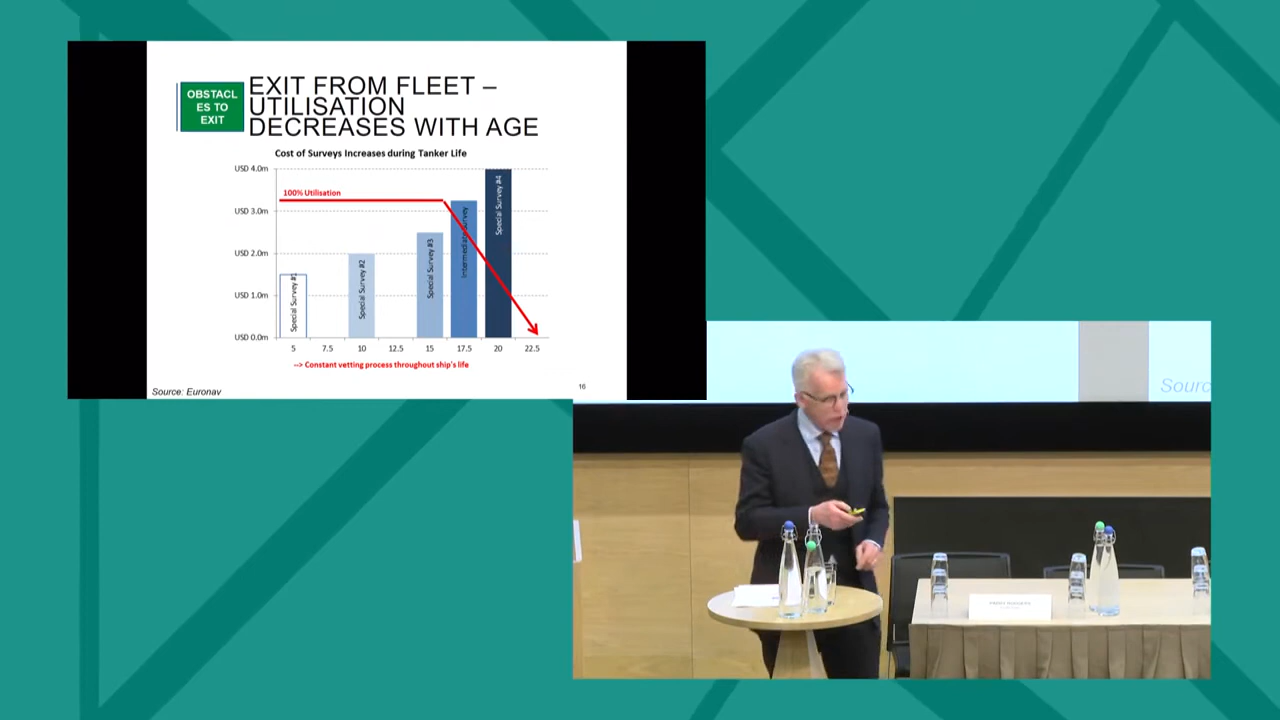 OBSTACL
ES TO
EXIT
EXIT FROM FLEET –
UTILISATION
DECREASES WITH AGE
Cost of Surveys Increases during Tanker Life
USD 4.0m
USD 3.0m
USD 2.0m
USD 1.0m
USD 0.0m
100% Utilisation
Special Survey #1
Special Survey #2
Special Survey #3
Intermediate Survey
Special Survey #4
5 7.5 10 12.5 15 17.5 20 22.5
--> Constant vetting process throughout ship's life
Source: Euronav
16
Sourc